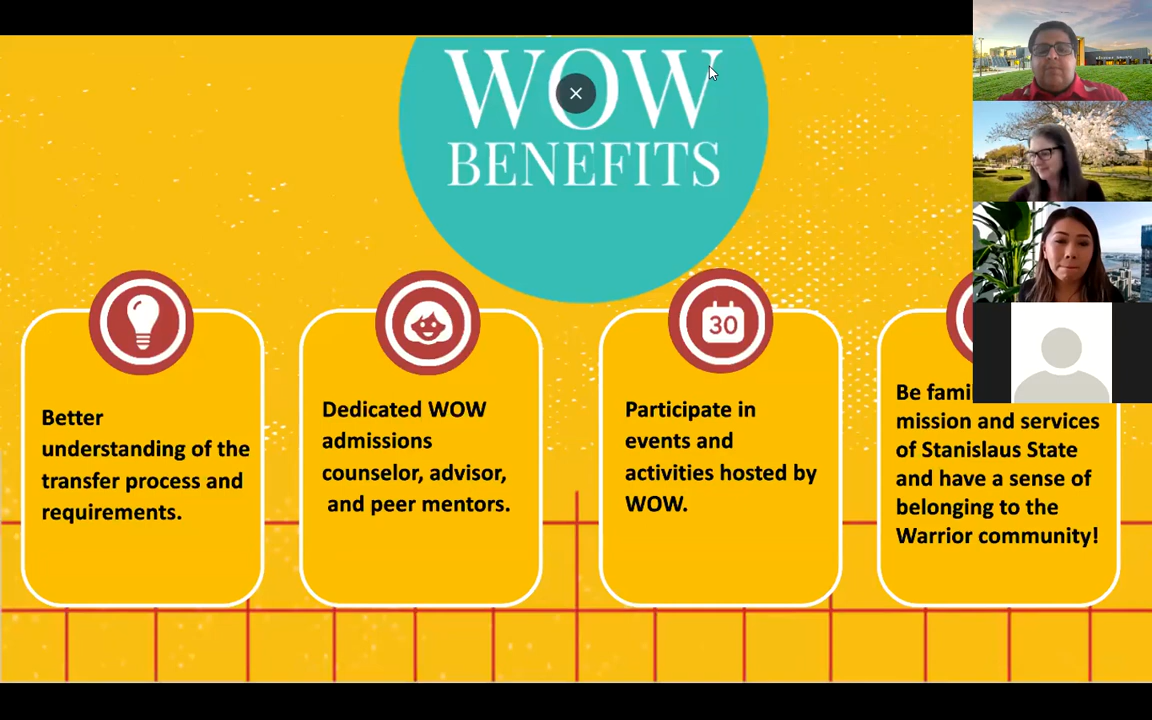 WOW
BENEFITS
Better
understanding of the
transfer process and
requirements.
Dedicated WOW
admissions
counselor, advisor,
and peer mentors.
30
Participate in
events and
activities hosted by
WOW.
Be
mission and services
of Stanislaus State
and have a sense of
belonging to the
Warrior community!